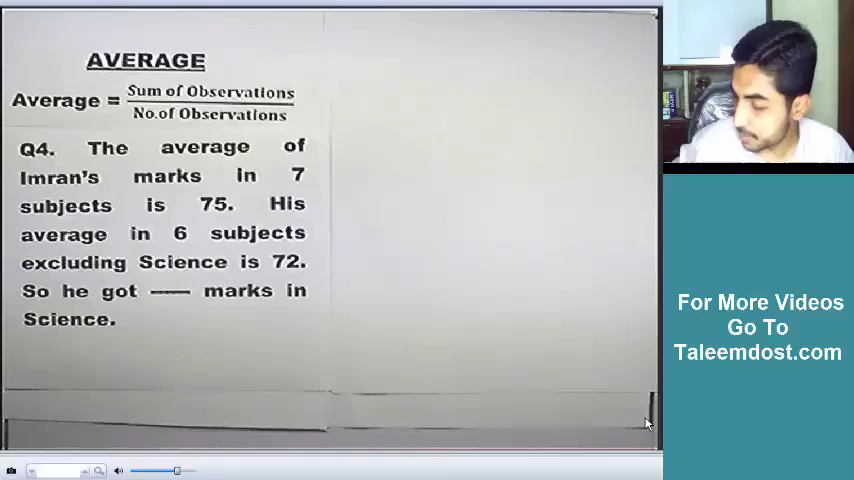 AVERAGE
Average = Sum of Observations / No.of Observations
Q4. The average of
Imran's marks in 7
subjects is 75. His
average in 6 subjects
excluding Science is 72.
So he got —— marks in
Science.
For More Videos
Go To
Taleemdost.com